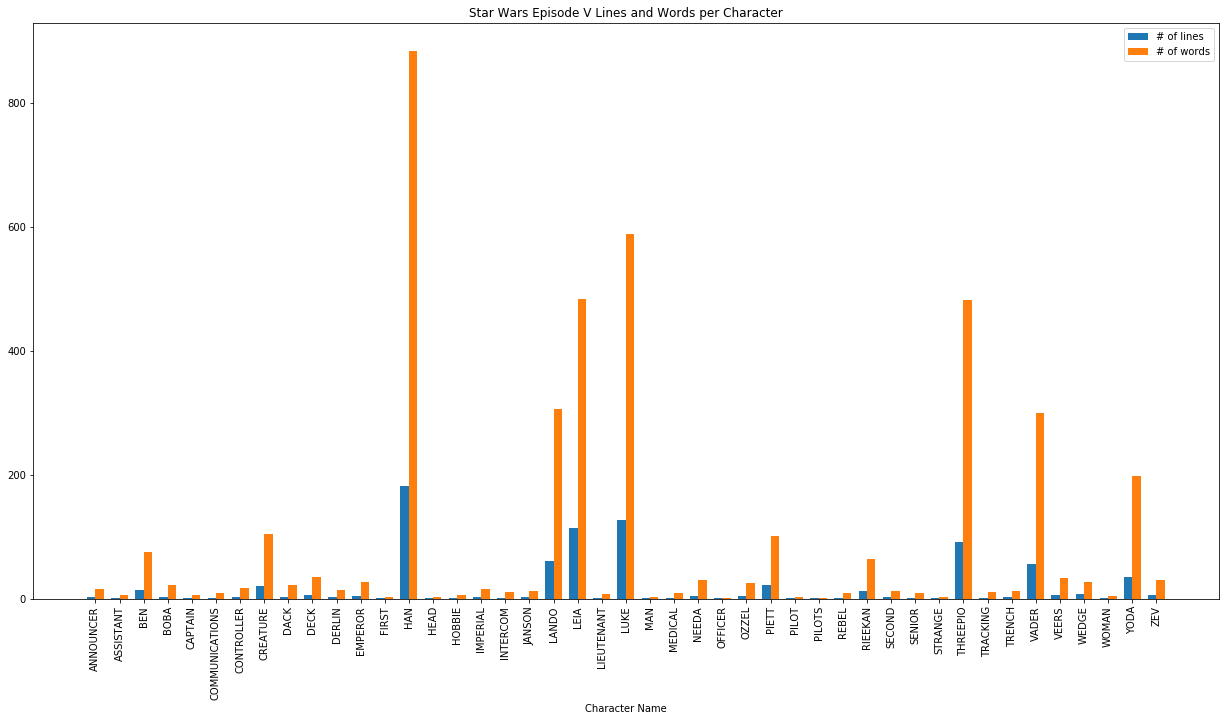 Star Wars Episode V Lines and Words per Character
# of lines
# of words
800
600
400
200
0
ANNOUNCER
ASSISTANT
BEN
BOBA
CAPTAIN
COMMUNICATIONS
CONTROLLER
CREATURE
DACK
DECK
DERLIN
EMPEROR
FIRST
HAN
HEAD
HOBBIE
IMPERIAL
INTERCOM
JANSON
LANDO
LEIA
LIEUTENANT
LUKE
MAN
MEDICAL
NEEDA
OFFICER
OZZEL
PIETT
PILOT
PILOTS
REBEL
RIEEKAN
SECOND
SENIOR
STRANGE
THREEPIO
TRACKING
TRENCH
VADER
VEERS
WEDGE
WOMAN
YODA
ZEV
Character Name